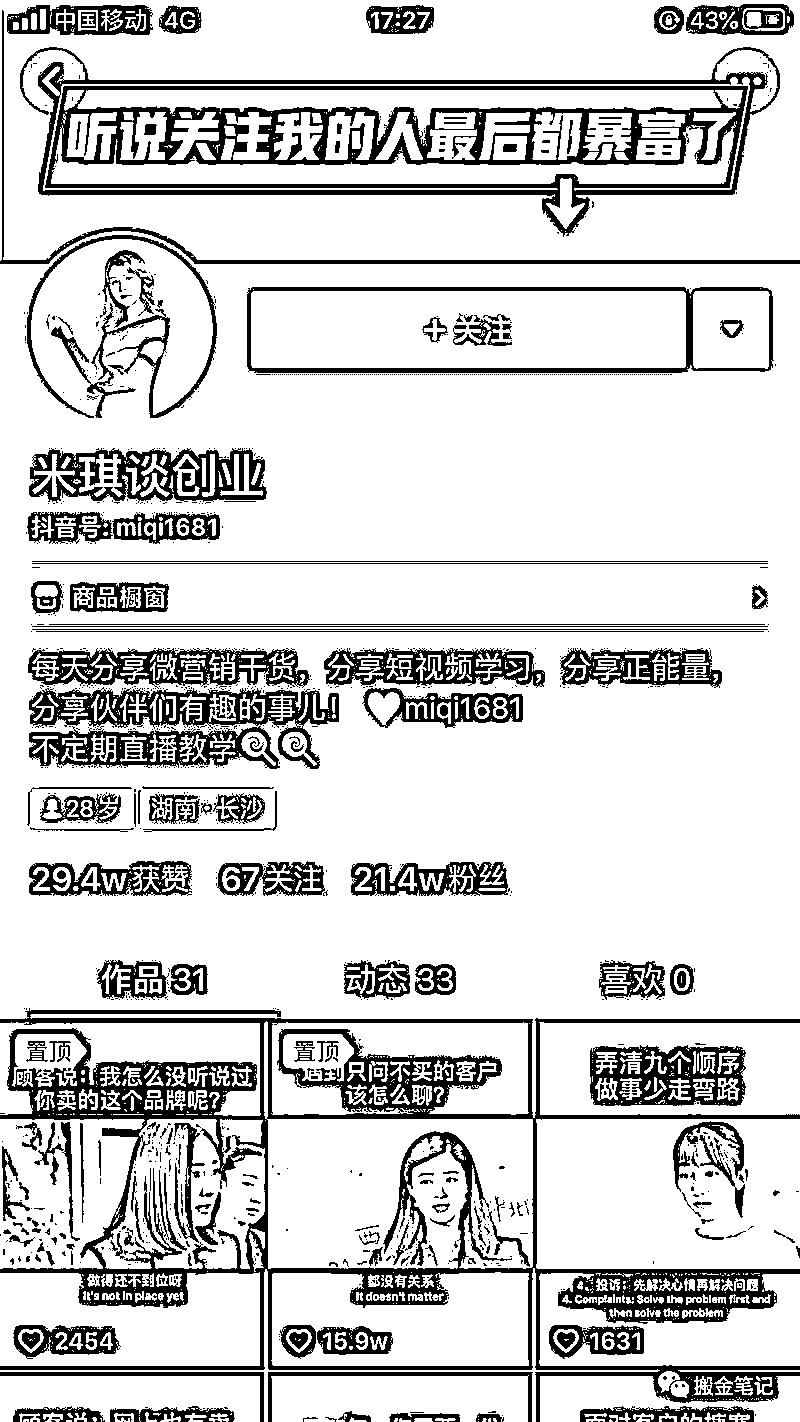 中国移动 4G 17:27 43%
听说关注我的人最后都暴富了
+ 关注
米琪谈创业
抖音号: miqi1681
商品橱窗
每天分享微营销干货，分享短视频学习，分享正能量，
分享伙伴们有趣的事儿！ miqi1681
不定期直播教学
28岁 湖南·长沙
29.4w获赞 67关注 21.4w粉丝
作品 31 动态 33 喜欢 0
置顶
顾客说：我怎么没听说过
你卖的这个品牌呢？
做得还不到位呀
It's not in place yet
2454
置顶
遇到只问不买的客户
该怎么聊？
都没有关系
It doesn't matter
15.9w
弄清九个顺序
做事少走弯路
4、投诉：先解决心情再解决问题
4. Complaints: Solve the problem first and
then solve the problem
1631
搬金笔记